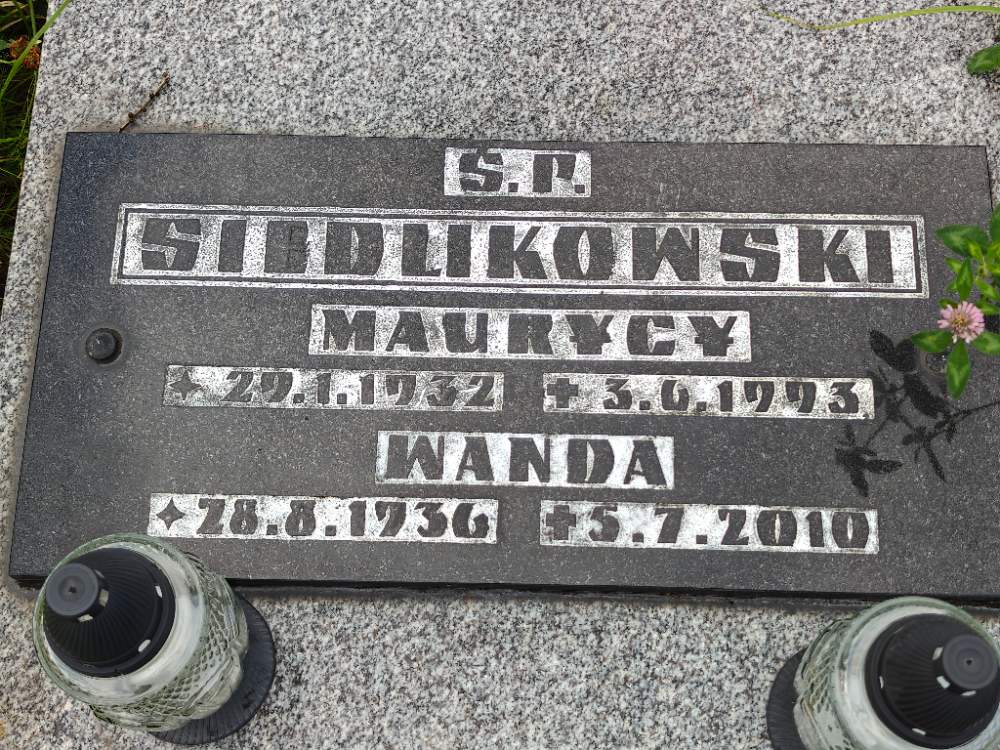 Ś.P.
SIEDLIKOWSKI
MAURYCY
✦ 29.1.1932 ✝ 3.6.1993
WANDA
✦ 28.8.1936 ✝ 5.7.2010